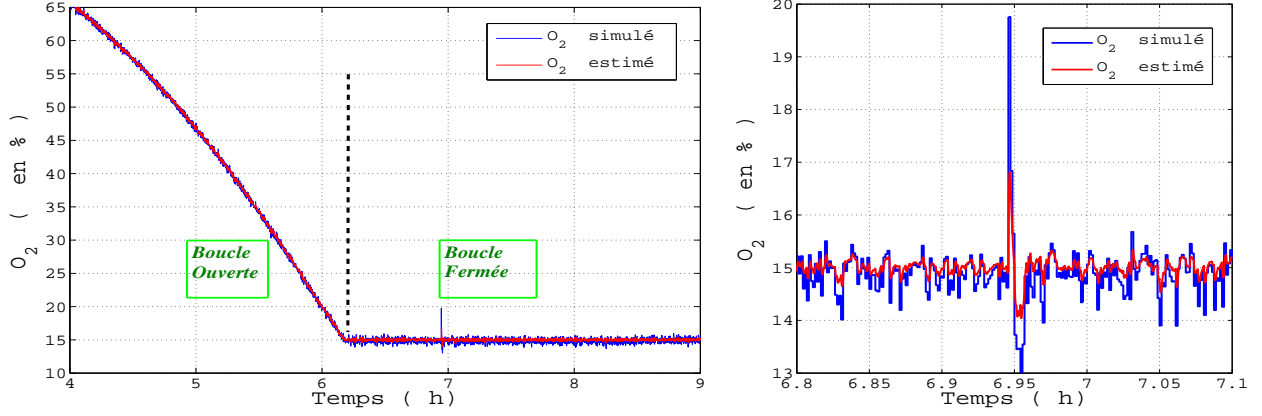 65
60
55
50
45
40
35
30
25
20
15
10
O2 ( en % )
O2 simulé
O2 estimé
Boucle
Ouverte
Boucle
Fermée
4 5 6 7 8 9
Temps ( h)
20
19
18
17
16
15
14
13
O2 ( en % )
O2 simulé
O2 estimé
6.8 6.85 6.9 6.95 7 7.05 7.1
Temps ( h)